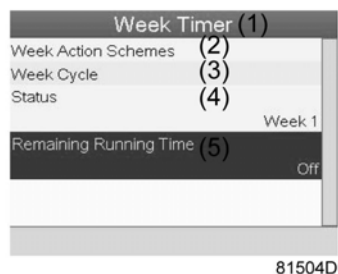 Week Timer (1)
Week Action Schemes (2)
Week Cycle (3)
Status (4)
Week 1
Remaining Running Time (5)
Off
81504D